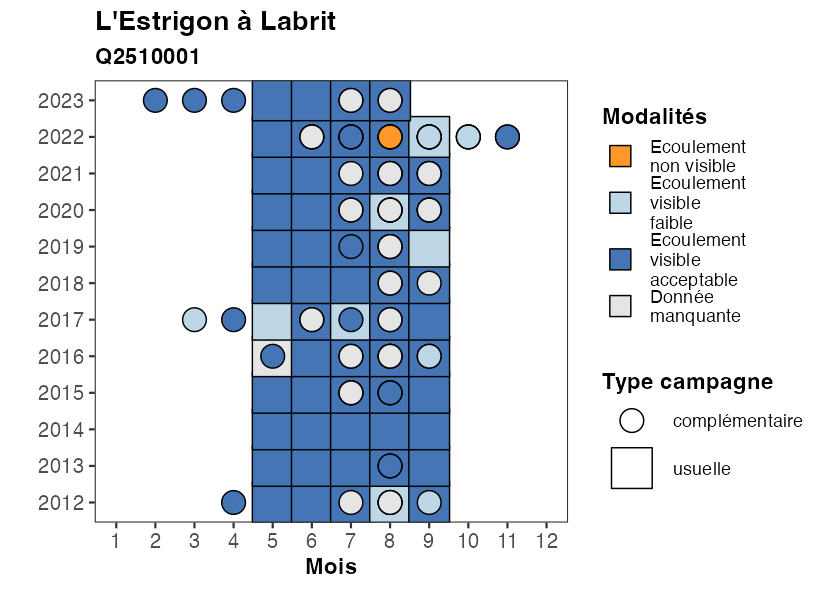 L'Estrigon à Labrit
Q2510001
2023
2022
2021
2020
2019
2018
2017
2016
2015
2014
2013
2012
1 2 3 4 5 6 7 8 9 10 11 12
Mois
Modalités
Ecoulement
non visible
Ecoulement
visible
faible
Ecoulement
visible
acceptable
Donnée
manquante
Type campagne
complémentaire
usuelle